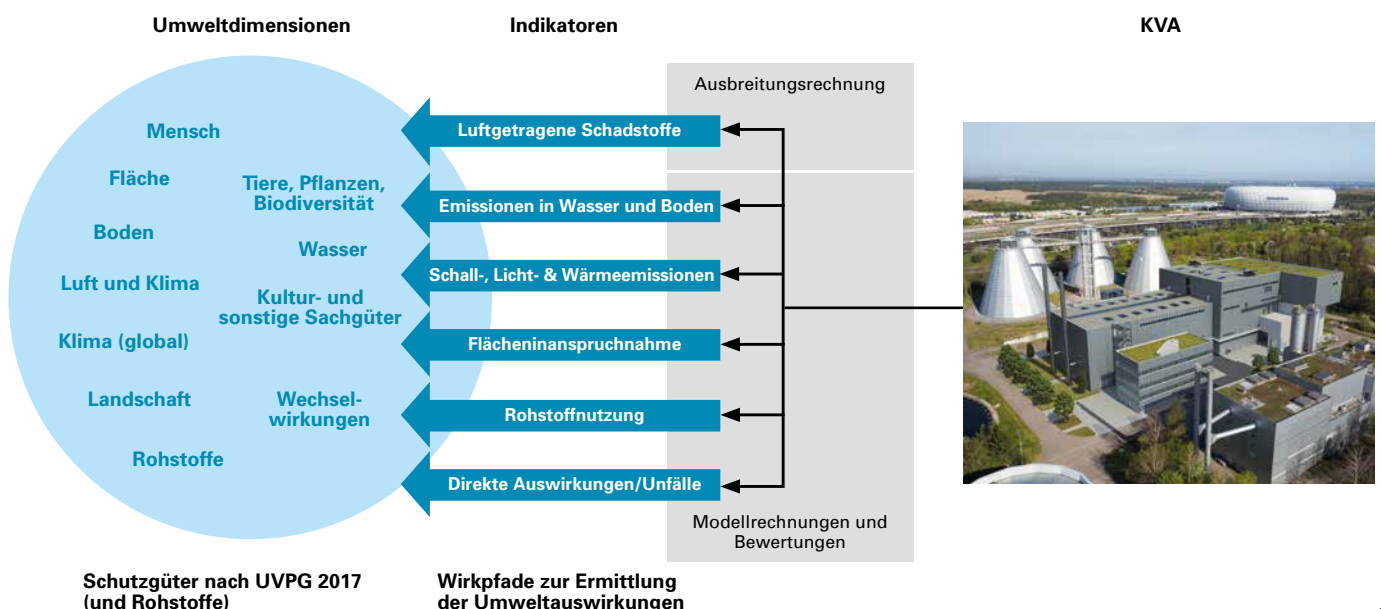 Umweltdimensionen
Indikatoren
KVA
Ausbreitungsrechnung
Mensch
Fläche
Tiere, Pflanzen,
Biodiversität
Boden
Wasser
Luft und Klima
Kultur- und
sonstige Sachgüter
Klima (global)
Landschaft
Wechsel-
wirkungen
Rohstoffe
Luftgetragene Schadstoffe
Emissionen in Wasser und Boden
Schall-, Licht- & Wärmeemissionen
Flächeninanspruchnahme
Rohstoffnutzung
Direkte Auswirkungen/Unfälle
Modellrechnungen und
Bewertungen
Schutzgüter nach UVPG 2017
(und Rohstoffe)
Wirkpfade zur Ermittlung
der Umweltauswirkungen